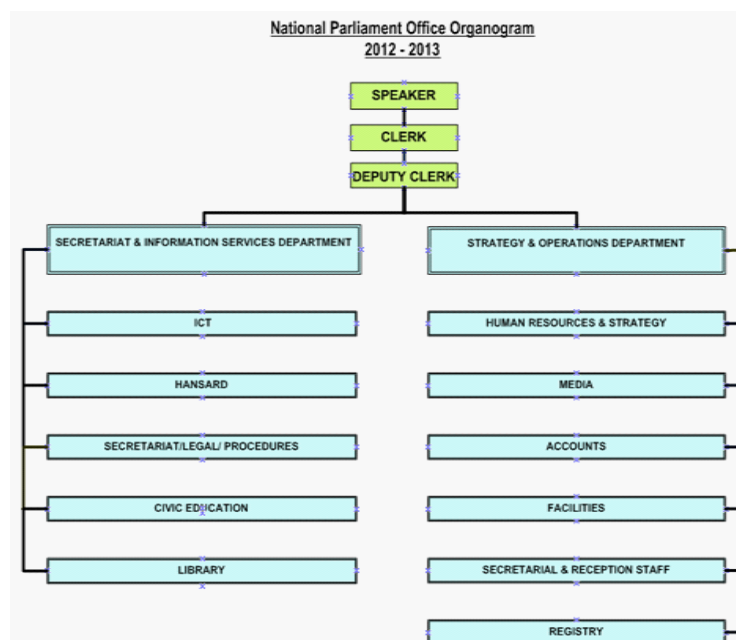 National Parliament Office Organogram
2012 - 2013
SPEAKER
CLERK
DEPUTY CLERK
SECRETARIAT & INFORMATION SERVICES DEPARTMENT
ICT
HANSARD
SECRETARIAT/LEGAL/ PROCEDURES
CIVIC EDUCATION
LIBRARY
STRATEGY & OPERATIONS DEPARTMENT
HUMAN RESOURCES & STRATEGY
MEDIA
ACCOUNTS
FACILITIES
SECRETARIAL & RECEPTION STAFF
REGISTRY